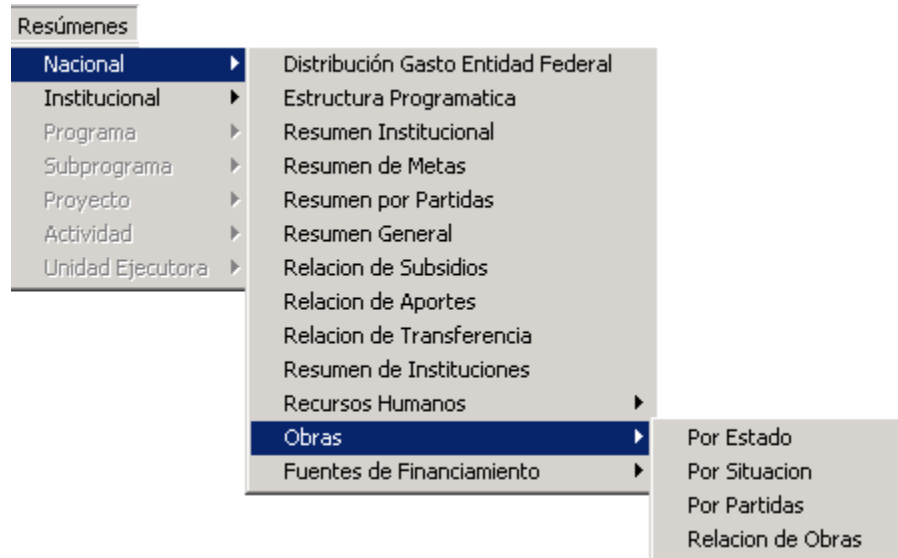 Resúmenes
Nacional
Institucional
Programa
Subprograma
Proyecto
Actividad
Unidad Ejecutora
Distribución Gasto Entidad Federal
Estructura Programatica
Resumen Institucional
Resumen de Metas
Resumen por Partidas
Resumen General
Relacion de Subsidios
Relacion de Aportes
Relacion de Transferencia
Resumen de Instituciones
Recursos Humanos
Obras
Fuentes de Financiamiento
Por Estado
Por Situacion
Por Partidas
Relacion de Obras